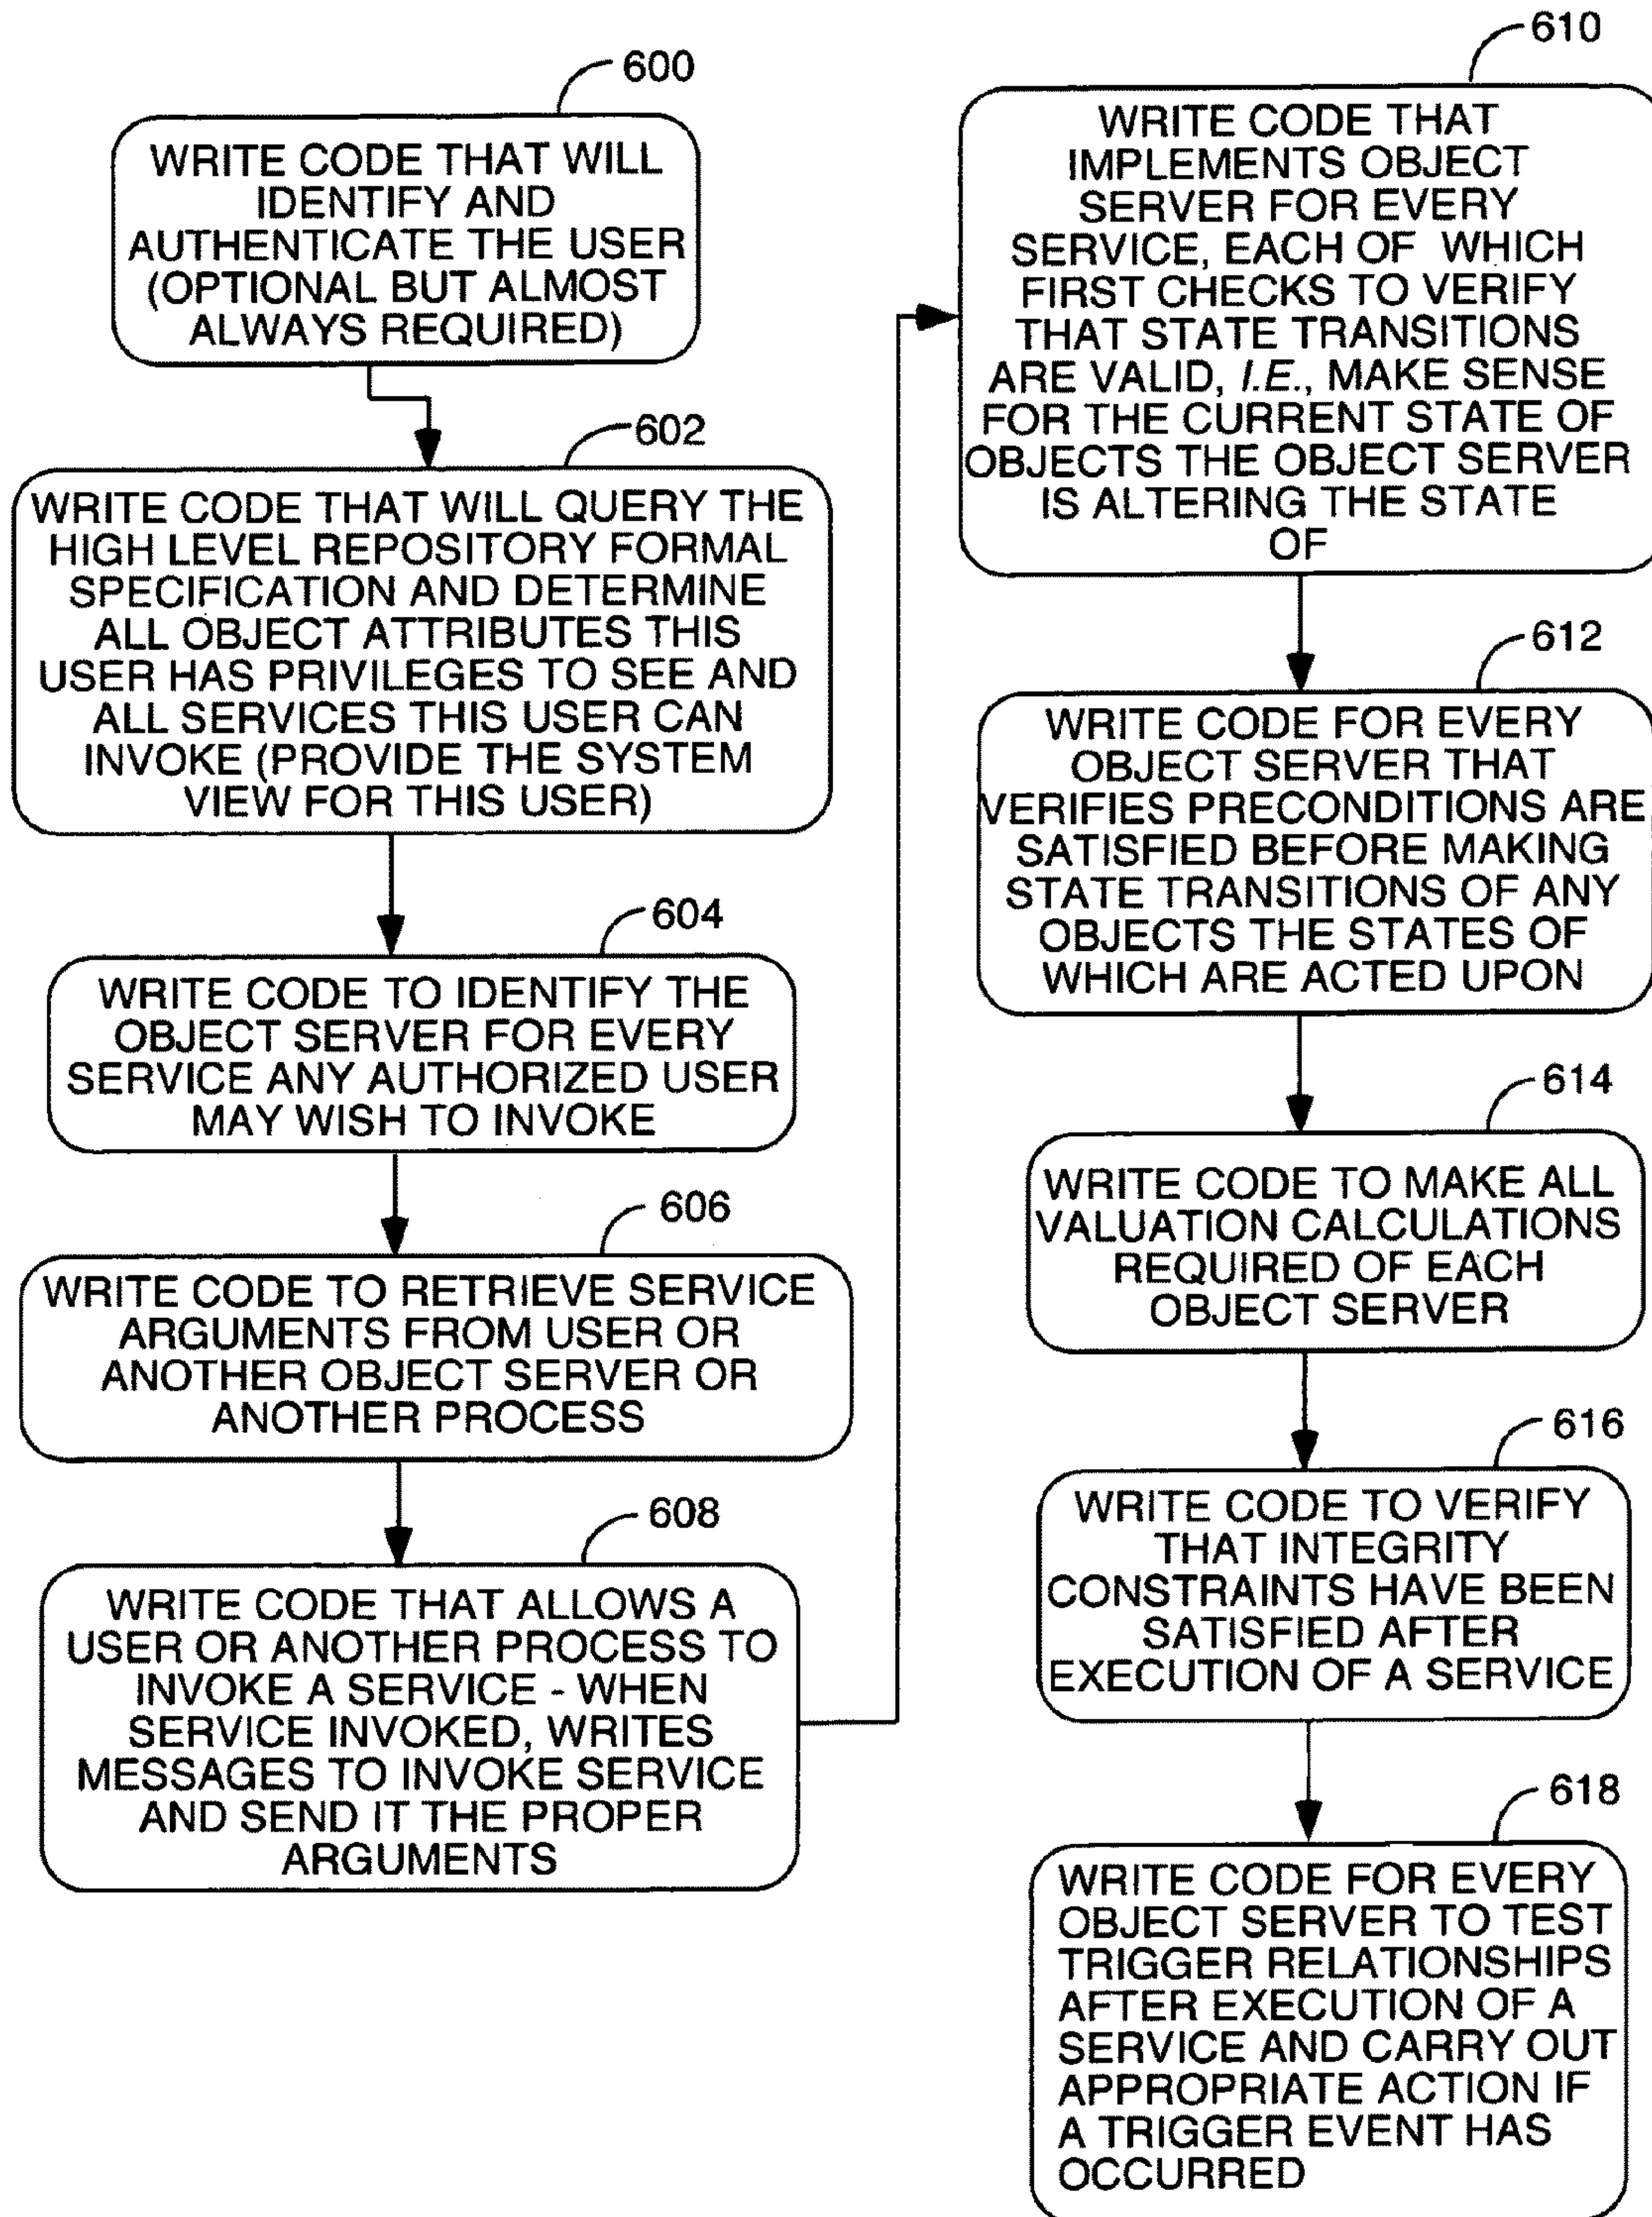 600
WRITE CODE THAT WILL
IDENTIFY AND
AUTHENTICATE THE USER
(OPTIONAL BUT ALMOST
ALWAYS REQUIRED)
602
WRITE CODE THAT WILL QUERY THE
HIGH LEVEL REPOSITORY FORMAL
SPECIFICATION AND DETERMINE
ALL OBJECT ATTRIBUTES THIS
USER HAS PRIVILEGES TO SEE AND
ALL SERVICES THIS USER CAN
INVOKE (PROVIDE THE SYSTEM
VIEW FOR THIS USER)
604
WRITE CODE TO IDENTIFY THE
OBJECT SERVER FOR EVERY
SERVICE ANY AUTHORIZED USER
MAY WISH TO INVOKE
606
WRITE CODE TO RETRIEVE SERVICE
ARGUMENTS FROM USER OR
ANOTHER OBJECT SERVER OR
ANOTHER PROCESS
608
WRITE CODE THAT ALLOWS A
USER OR ANOTHER PROCESS TO
INVOKE A SERVICE - WHEN
SERVICE INVOKED, WRITES
MESSAGES TO INVOKE SERVICE
AND SEND IT THE PROPER
ARGUMENTS
610
WRITE CODE THAT
IMPLEMENTS OBJECT
SERVER FOR EVERY
SERVICE, EACH OF WHICH
FIRST CHECKS TO VERIFY
THAT STATE TRANSITIONS
ARE VALID, I.E., MAKE SENSE
FOR THE CURRENT STATE OF
OBJECTS THE OBJECT SERVER
IS ALTERING THE STATE
OF
612
WRITE CODE FOR EVERY
OBJECT SERVER THAT
VERIFIES PRECONDITIONS ARE
SATISFIED BEFORE MAKING
STATE TRANSITIONS OF ANY
OBJECTS THE STATES OF
WHICH ARE ACTED UPON
614
WRITE CODE TO MAKE ALL
VALUATION CALCULATIONS
REQUIRED OF EACH
OBJECT SERVER
616
WRITE CODE TO VERIFY
THAT INTEGRITY
CONSTRAINTS HAVE BEEN
SATISFIED AFTER
EXECUTION OF A SERVICE
618
WRITE CODE FOR EVERY
OBJECT SERVER TO TEST
TRIGGER RELATIONSHIPS
AFTER EXECUTION OF A
SERVICE AND CARRY OUT
APPROPRIATE ACTION IF
A TRIGGER EVENT HAS
OCCURRED